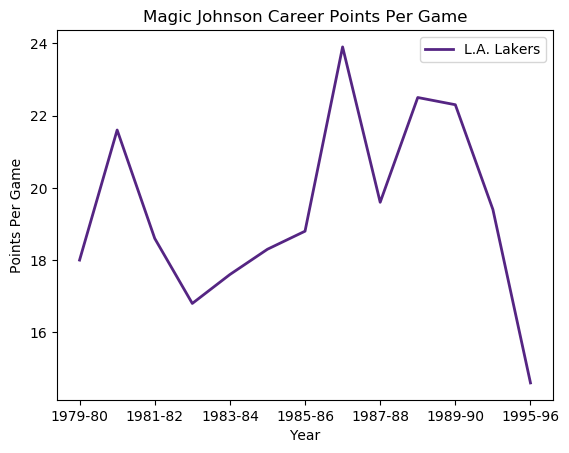 Magic Johnson Career Points Per Game
L.A. Lakers
Points Per Game
24
22
20
18
16
1979-80 1981-82 1983-84 1985-86 1987-88 1989-90 1995-96
Year